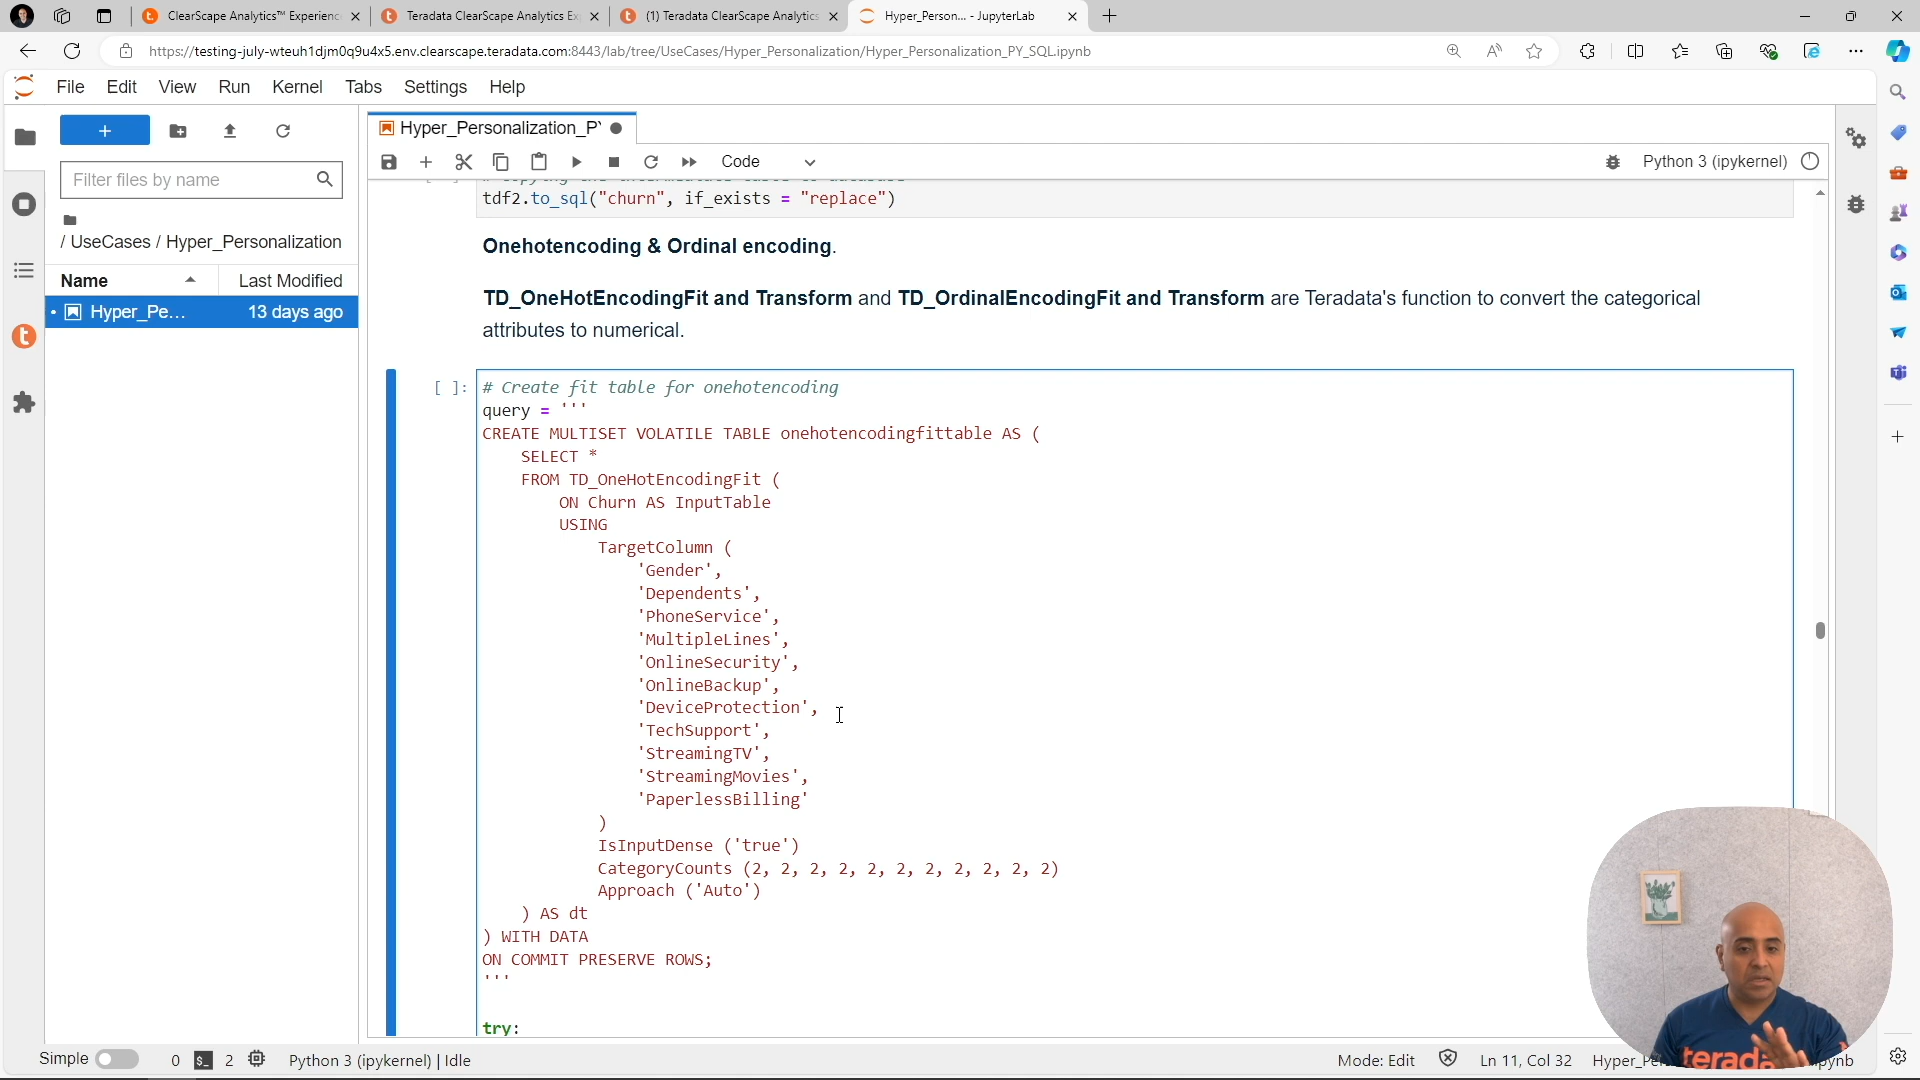 ClearScape Analytics™ Experienc
Teradata ClearScape Analytics Ex
(1) Teradata ClearScape Analytics
Hyper_Person... - JupyterLab
https://testing-july-wteuh1djm0q9u4x5.env.clearscape.teradata.com:8443/lab/tree/UseCases/Hyper_Personalization/Hyper_Personalization_PY_SQL.ipynb
File Edit View Run Kernel Tabs Settings Help
Filter files by name
/ UseCases / Hyper_Personalization
Name Last Modified
Hyper_Pe... 13 days ago
Hyper_Personalization_PY
Code
Python 3 (ipykernel)
tdf2.to_sql("churn", if_exists = "replace")
Onehotencoding & Ordinal encoding.
TD_OneHotEncodingFit and Transform and TD_OrdinalEncodingFit and Transform are Teradata's function to convert the categorical
attributes to numerical.
[ ]:
# Create fit table for onehotencoding
query = '''
CREATE MULTISET VOLATILE TABLE onehotencodingfittable AS (
SELECT *
FROM TD_OneHotEncodingFit (
ON Churn AS InputTable
USING
TargetColumn (
'Gender',
'Dependents',
'PhoneService',
'MultipleLines',
'OnlineSecurity',
'OnlineBackup',
'DeviceProtection',
'TechSupport',
'StreamingTV',
'StreamingMovies',
'PaperlessBilling'
)
IsInputDense ('true')
CategoryCounts (2, 2, 2, 2, 2, 2, 2, 2, 2, 2, 2)
Approach ('Auto')
) AS dt
) WITH DATA
ON COMMIT PRESERVE ROWS;
'''
try:
Simple 0 2 Python 3 (ipykernel) | Idle
Mode: Edit Ln 11, Col 32
terad